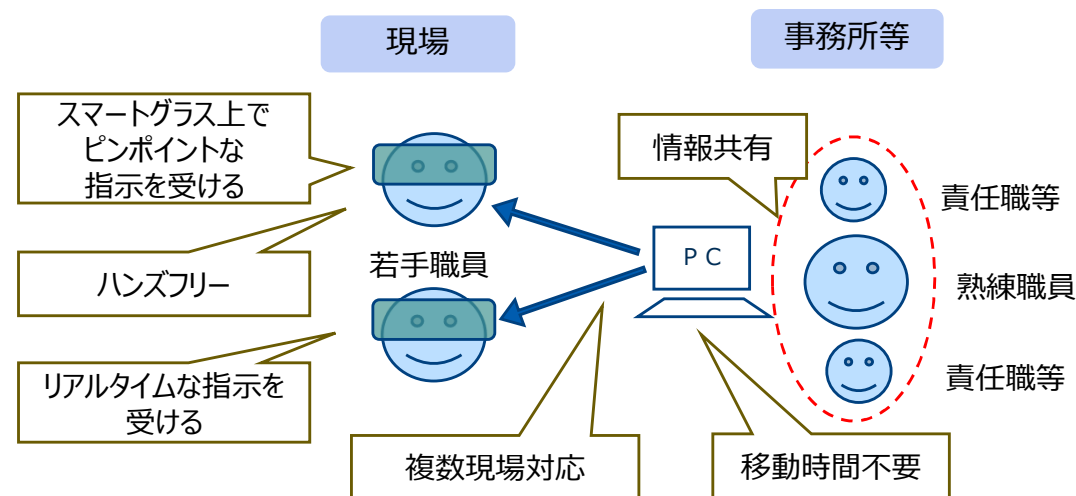 現場
事務所等
スマートグラス上で
ピンポイントな
指示を受ける
情報共有
責任職等
ＰＣ
若手職員
ハンズフリー
熟練職員
リアルタイムな指示を
受ける
責任職等
複数現場対応
移動時間不要